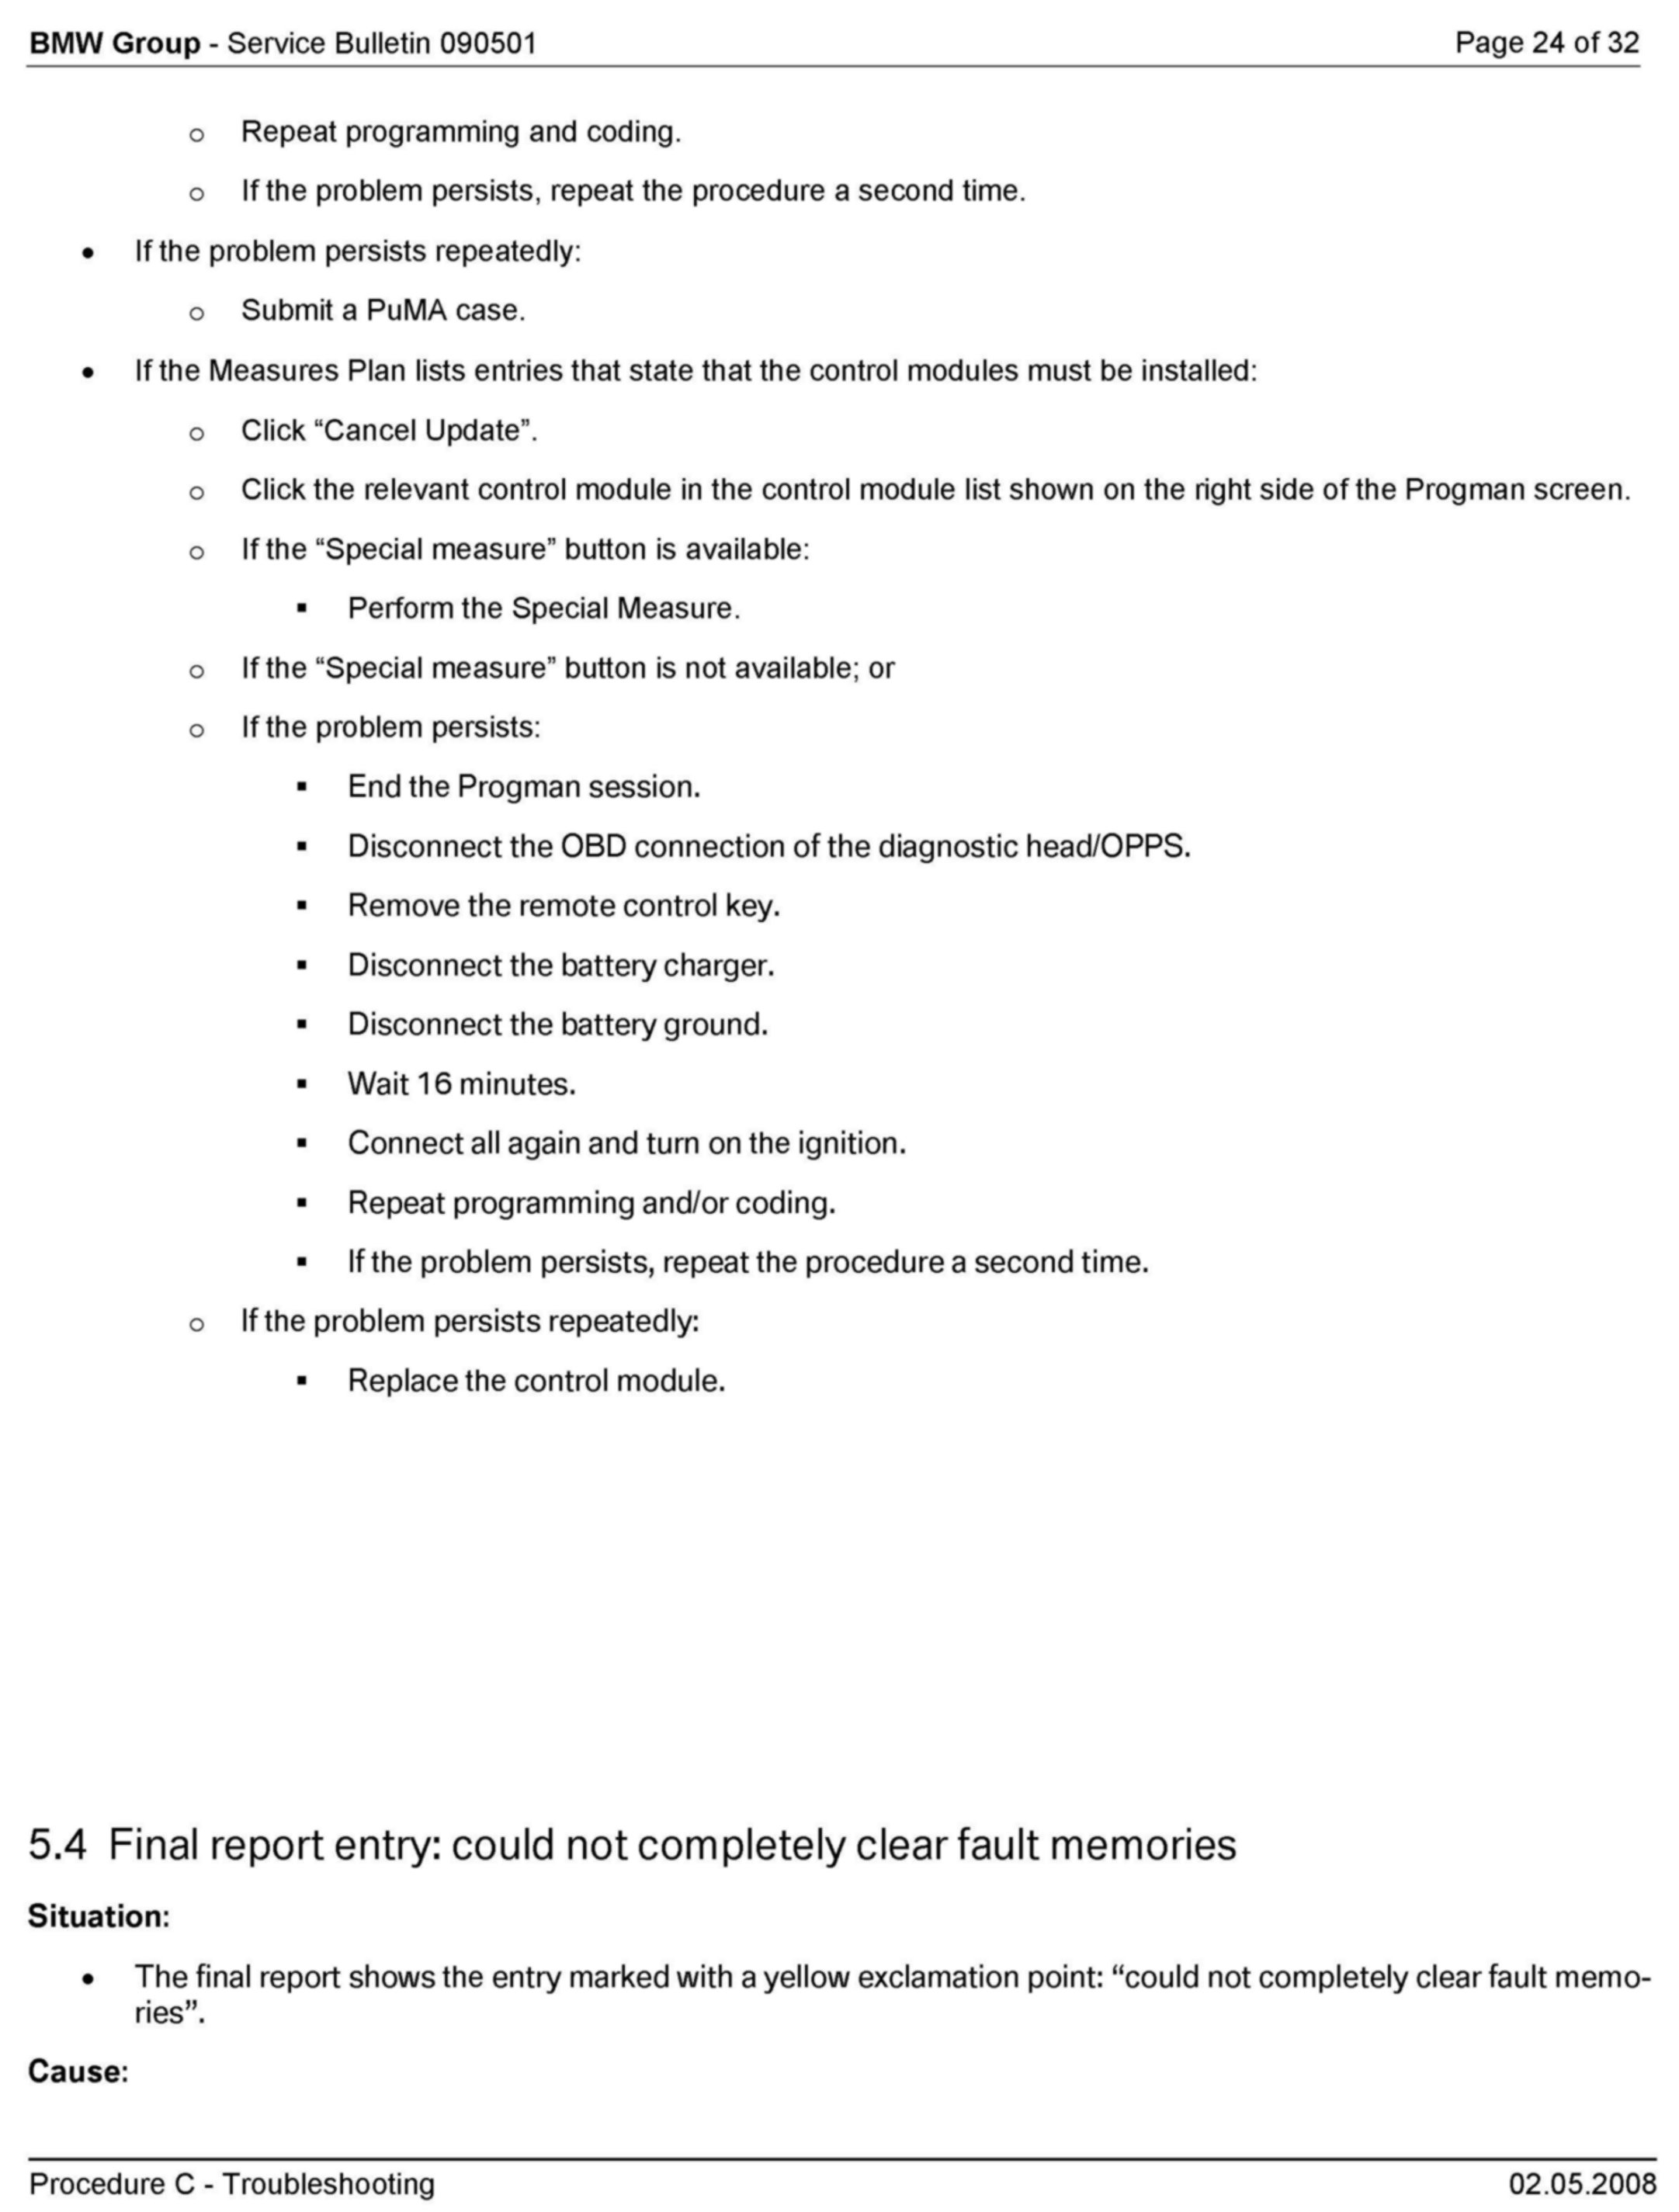 BMW Group - Service Bulletin 090501 Page 24 of 32
o Repeat programming and coding.
o If the problem persists, repeat the procedure a second time.
• If the problem persists repeatedly:
o Submit a PuMA case.
• If the Measures Plan lists entries that state that the control modules must be installed:
o Click “Cancel Update”.
o Click the relevant control module in the control module list shown on the right side of the Progman screen.
o If the “Special measure” button is available:
▪ Perform the Special Measure.
o If the “Special measure” button is not available; or
o If the problem persists:
▪ End the Progman session.
▪ Disconnect the OBD connection of the diagnostic head/OPPS.
▪ Remove the remote control key.
▪ Disconnect the battery charger.
▪ Disconnect the battery ground.
▪ Wait 16 minutes.
▪ Connect all again and turn on the ignition.
▪ Repeat programming and/or coding.
▪ If the problem persists, repeat the procedure a second time.
o If the problem persists repeatedly:
▪ Replace the control module.
5.4 Final report entry: could not completely clear fault memories
Situation:
• The final report shows the entry marked with a yellow exclamation point: “could not completely clear fault memo-
ries”.
Cause:
Procedure C - Troubleshooting 02.05.2008